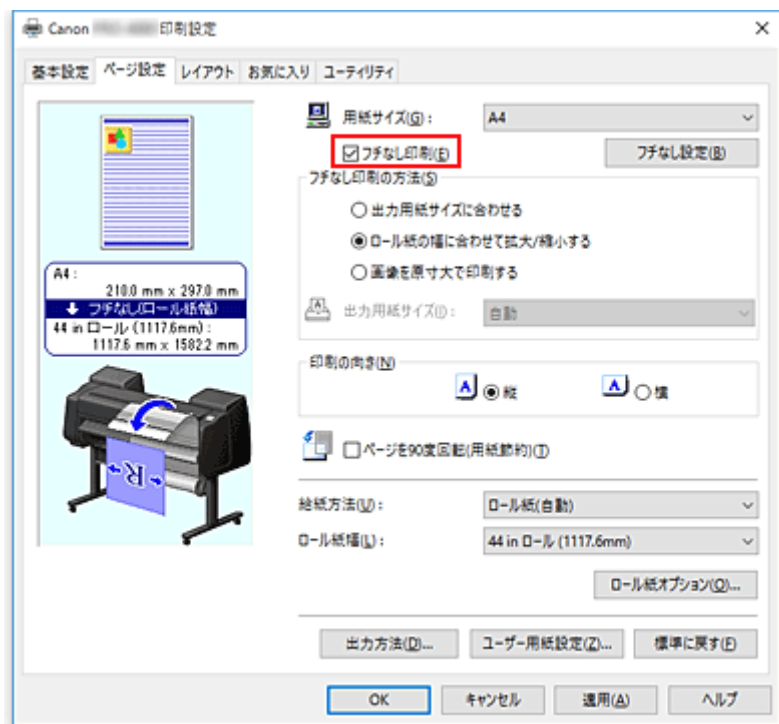 Canon 印刷設定
基本設定 ページ設定 レイアウト お気に入り ユーティリティ
用紙サイズ(G): A4
フチなし印刷(E) フチなし設定(B)
フチなし印刷の方法(S)
出力用紙サイズに合わせる
ロール紙の幅に合わせて拡大/縮小する
画像を原寸大で印刷する
出力用紙サイズ(I): 自動
A4:
210.0 mm x 297.0 mm
フチなし(ロール紙幅)
44 in ロール (1117.6mm):
1117.6 mm x 1582.2 mm
印刷の向き(N)
A 縦 A 横
ページを90度回転(用紙節約)(T)
R
給紙方法(U): ロール紙(自動)
ロール紙幅(L): 44 in ロール (1117.6mm)
ロール紙オプション(O)...
出力方法(D)... ユーザー用紙設定(Z)... 標準に戻す(F)
OK キャンセル 適用(A) ヘルプ